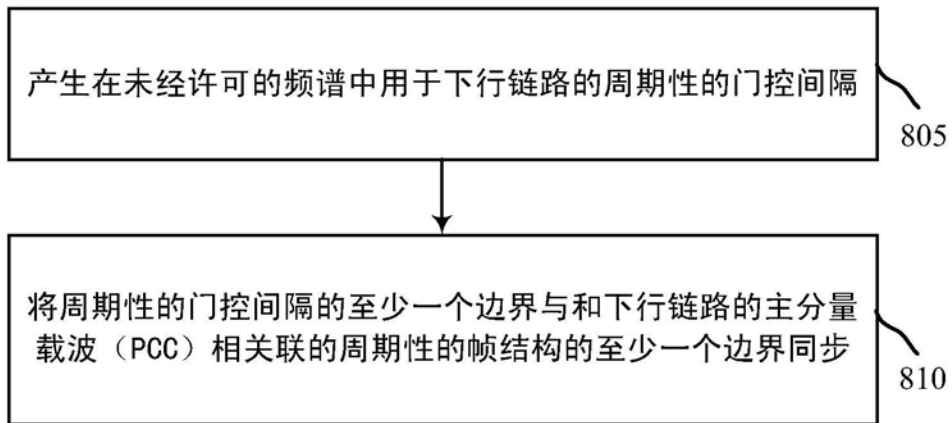 产生在未经许可的频谱中用于下行链路的周期性的门控间隔
805
将周期性的门控间隔的至少一个边界与和下行链路的主分量
载波（PCC）相关联的周期性的帧结构的至少一个边界同步
810